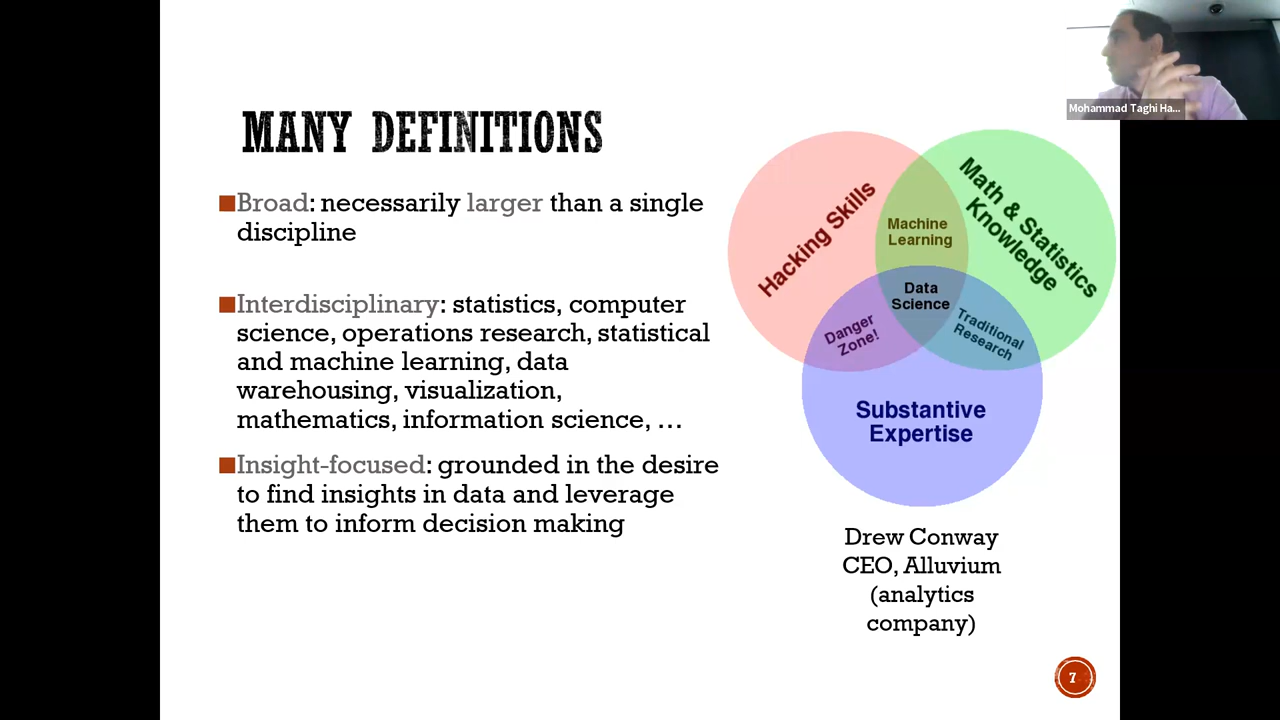 Mohammad Taghi Ha...
MANY DEFINITIONS
Broad: necessarily larger than a single
discipline
Interdisciplinary: statistics, computer
science, operations research, statistical
and machine learning, data
warehousing, visualization,
mathematics, information science, …
Insight-focused: grounded in the desire
to find insights in data and leverage
them to inform decision making
Hacking Skills
Math & Statistics
Knowledge
Machine
Learning
Data
Science
Danger
Zone!
Traditional
Research
Substantive
Expertise
Drew Conway
CEO, Alluvium
(analytics
company)
7